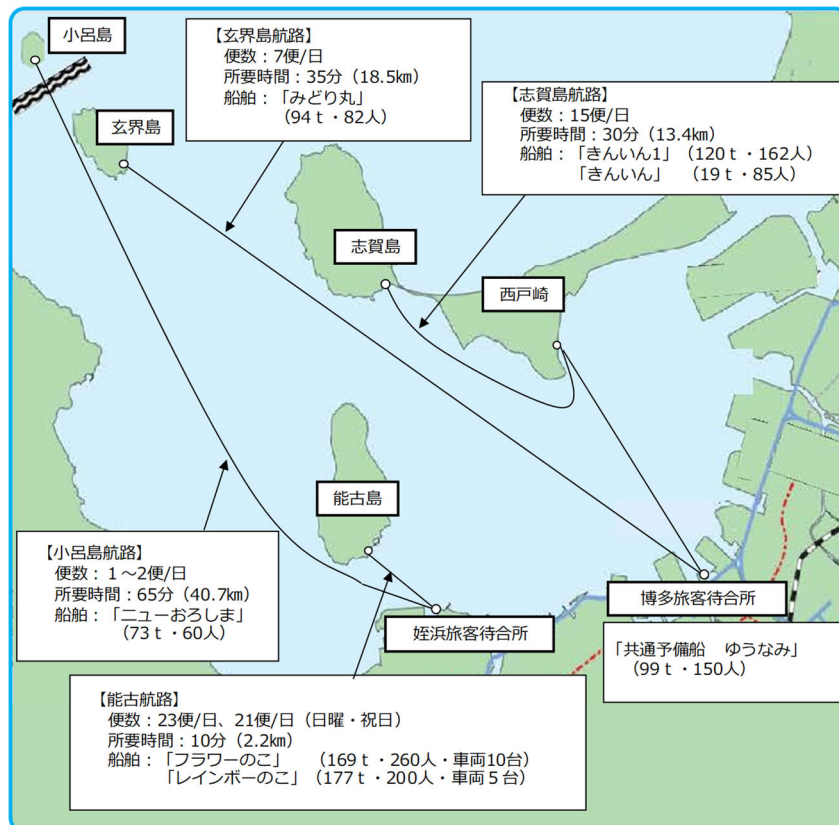 小呂島
【玄界島航路】
便数：7便/日
所要時間：35分（18.5km）
船舶：「みどり丸」
（94ｔ・82人）
玄界島
【志賀島航路】
便数：15便/日
所要時間：30分（13.4km）
船舶：「きんいん1」（120ｔ・162人）
「きんいん」　（19ｔ・85人）
志賀島
西戸崎
能古島
【小呂島航路】
便数：１～2便/日
所要時間：65分（40.7km）
船舶：「ニューおろしま」
（73ｔ・60人）
姪浜旅客待合所
博多旅客待合所
「共通予備船　ゆうなみ」
（99ｔ・150人）
【能古航路】
便数：23便/日、21便/日（日曜・祝日）
所要時間：10分（2.2km）
船舶：「フラワーのこ」　（169ｔ・260人・車両10台）
「レインボーのこ」（177ｔ・200人・車両５台）